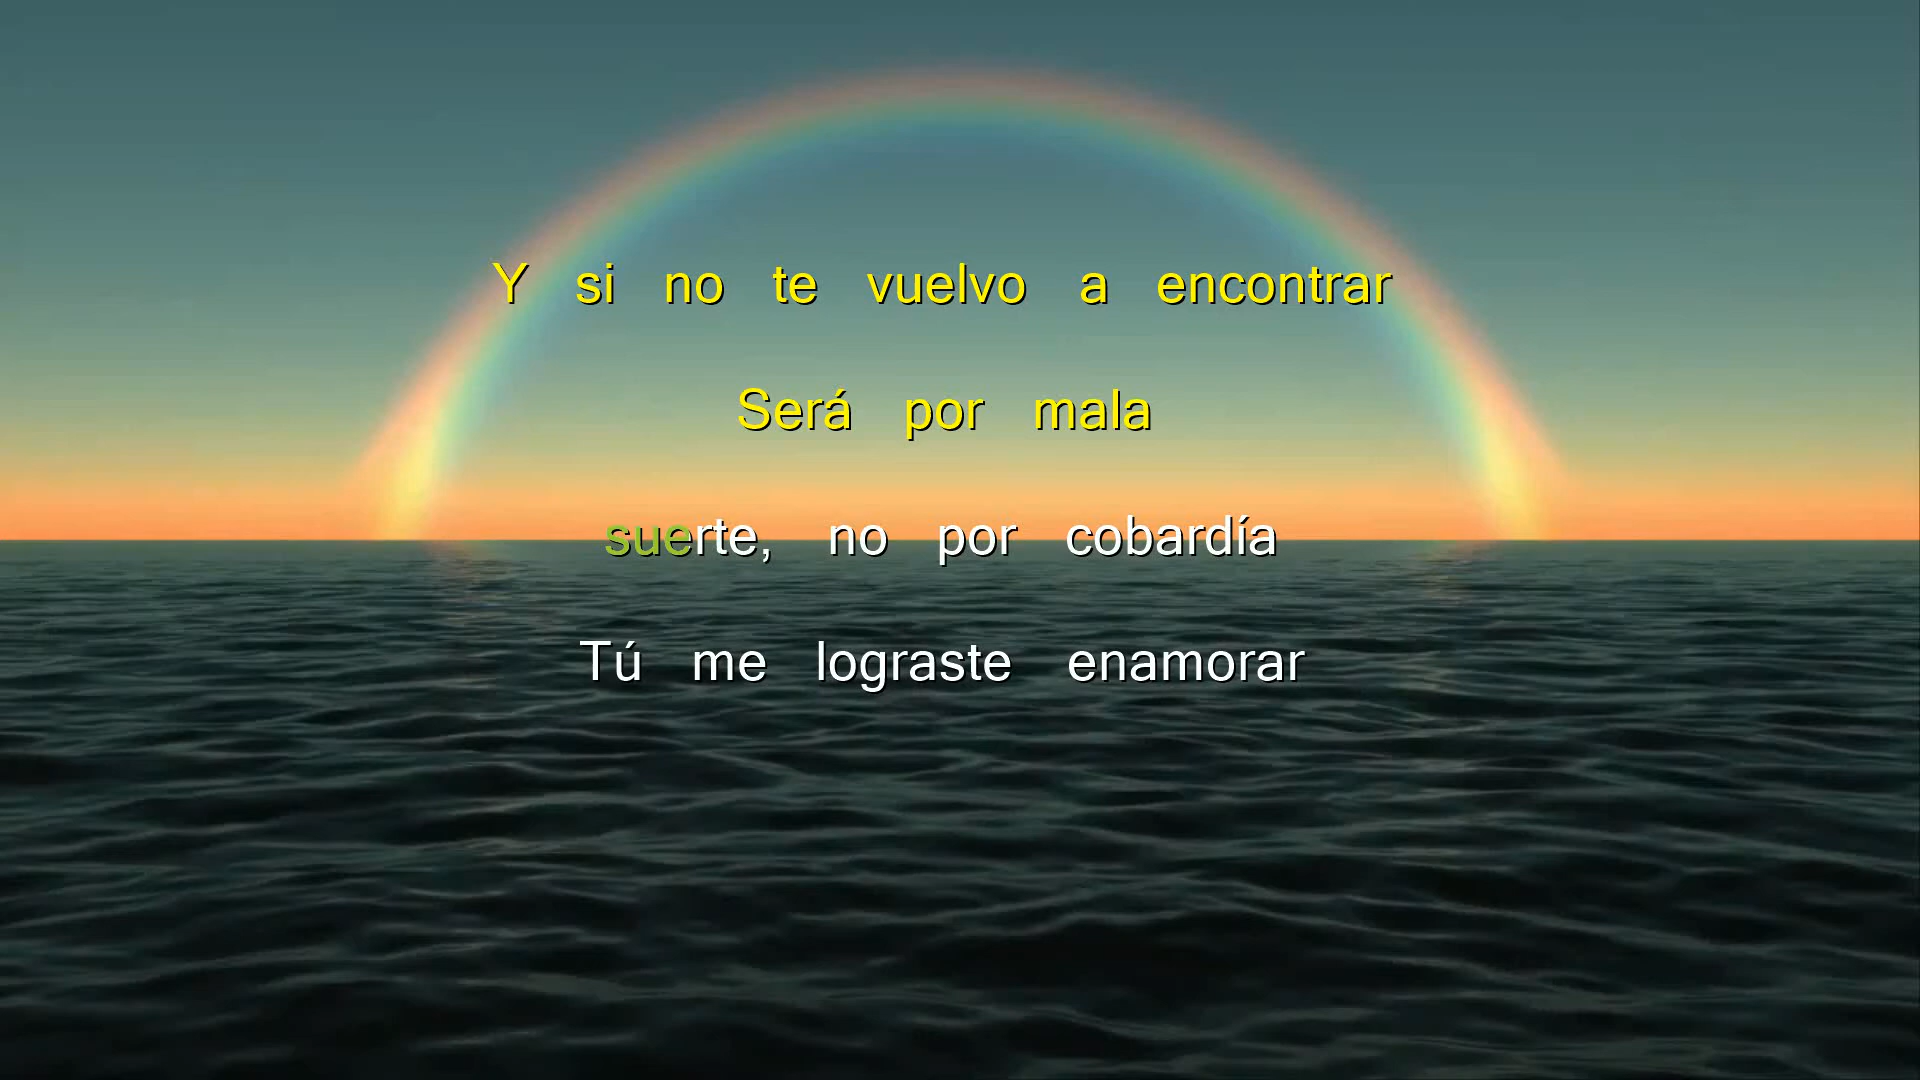 Y si no te vuelvo a encontrar
Será por mala
suerte, no por cobardía
Tú me lograste enamorar